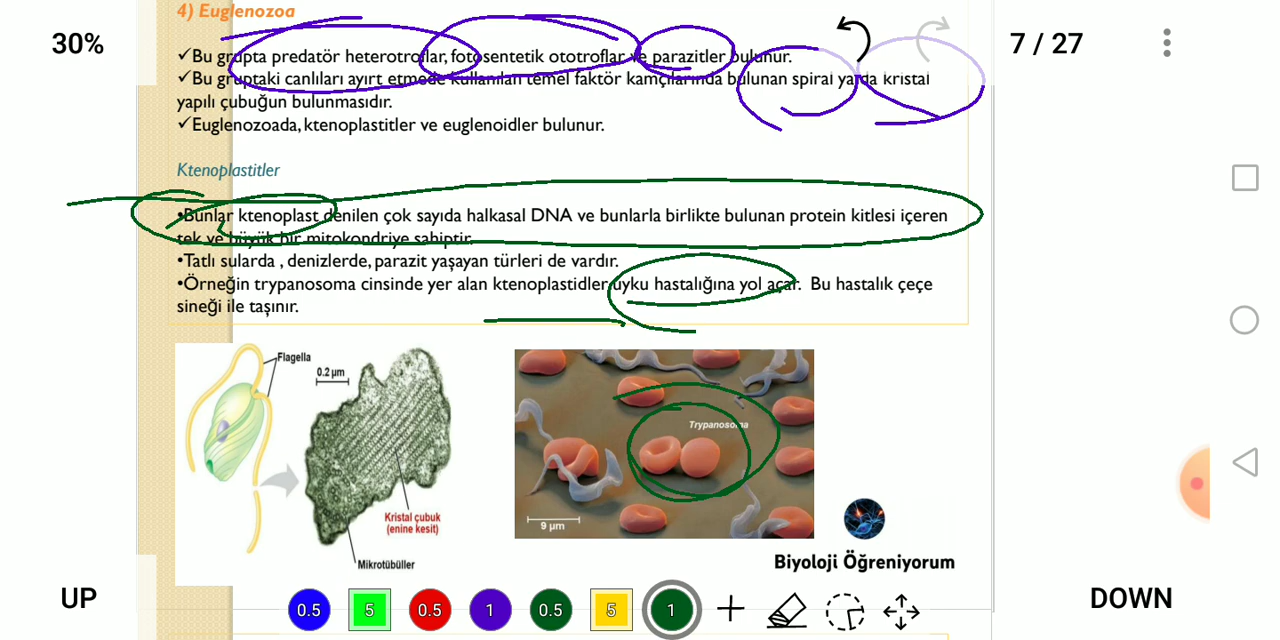 4) Euglenozoa
30%
7 / 27
✓Bu grupta predatör heterotroflar, fotosentetik ototroflar ve parazitler bulunur.
✓Bu gruptaki canlıları ayırt etmede kullanılan temel faktör kamçılarında bulunan spiral ya da kristal
yapılı çubuğun bulunmasıdır.
✓Euglenozoada, ktenoplastitler ve euglenoidler bulunur.
Ktenoplastitler
•Bunlar ktenoplast denilen çok sayıda halkasal DNA ve bunlarla birlikte bulunan protein kitlesi içeren
tek ve büyük bir mitokondriye sahiptir.
•Tatlı sularda , denizlerde, parazit yaşayan türleri de vardır.
•Örneğin trypanosoma cinsinde yer alan ktenoplastidler uyku hastalığına yol açar. Bu hastalık çeçe
sineği ile taşınır.
Flagella
0.2 µm
Kristal çubuk
(enine kesit)
Mikrotübüller
Trypanosoma
9 µm
Biyoloji Öğreniyorum
UP
0.5
5
0.5
1
0.5
5
1
DOWN